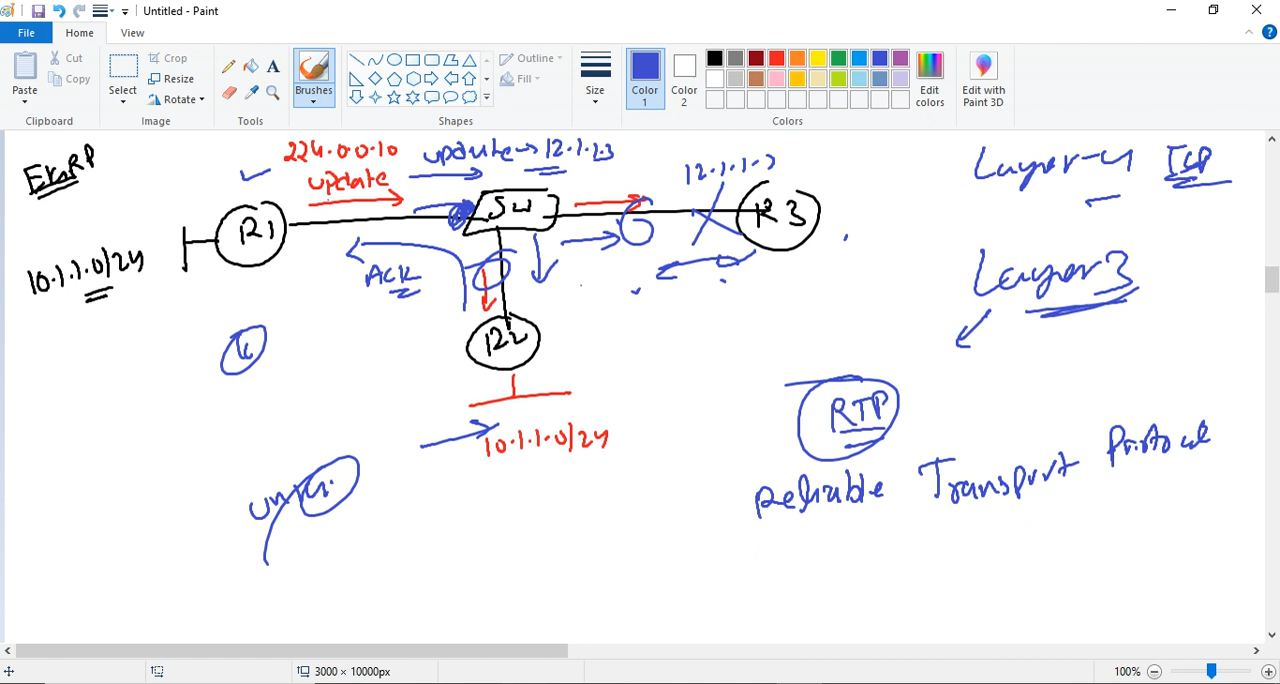 Untitled - Paint
File Home View
Paste
Cut
Copy
Clipboard
Select
Crop
Resize
Rotate
Image
A
Tools
Brushes
Outline
Fill
Shapes
Size
Color 1
Color 2
Edit colors
Edit with Paint 3D
Colors
EIGRP
224.0.0.10
update
update → 12.1.1.3
12.1.1.3
Layer-4 TCP
R1
SW
R3
10.1.1.0/24
ACK
Layer 3
R2
RTP
10.1.1.0/24
Reliable Transport Protocol
3000 × 10000px
100%